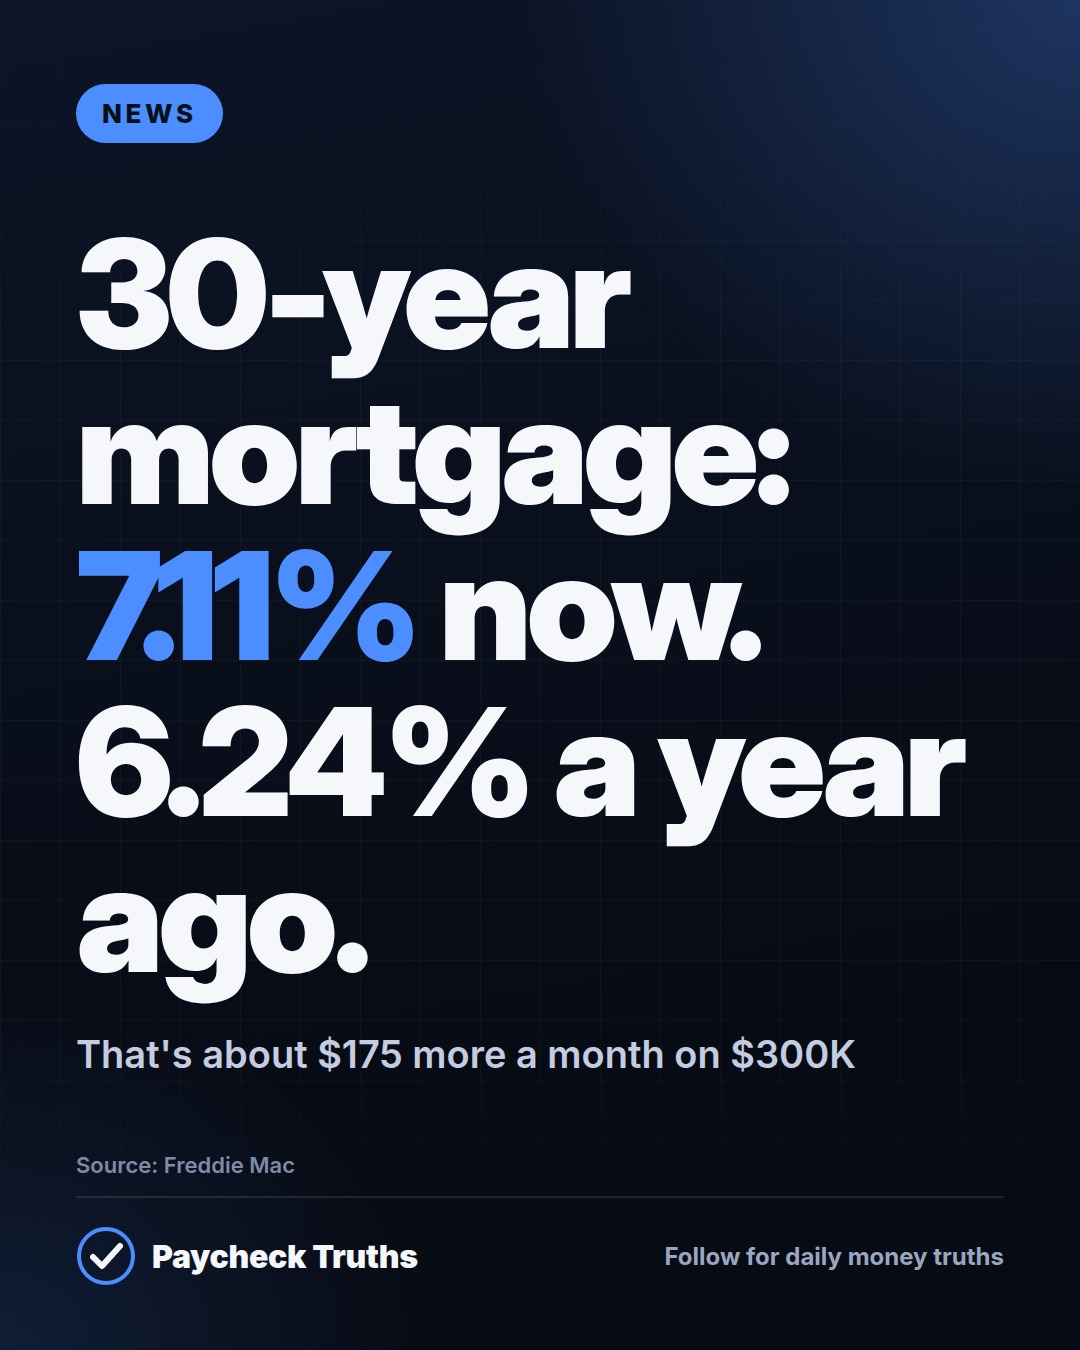 NEWS
30-year
mortgage:
7.11% now.
6.24% a year
ago.
That's about $175 more a month on $300K
Source: Freddie Mac
Paycheck Truths
Follow for daily money truths